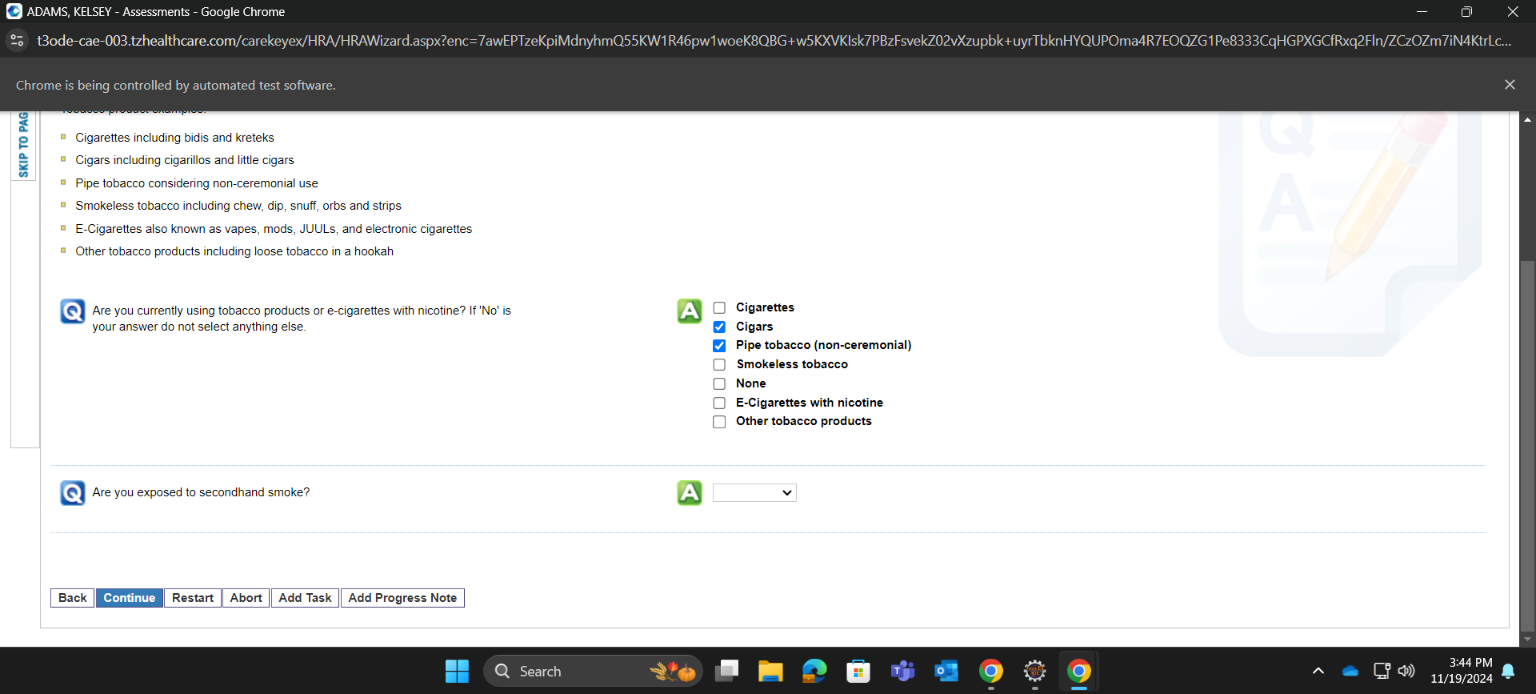 ADAMS, KELSEY - Assessments - Google Chrome
t3ode-cae-003.tzhealthcare.com/carekeyex/HRA/HRAWizard.aspx?enc=7awEPTzeKpiMdnyhmQ55KW1R46pw1woeK8QBG+w5KXVKIsk7PBzFsvekZ02vXzupbk+uyrTbknHYQUPOma4R7EOQZG1Pe8333CqHGPXGCfRxq2FIn/ZCzOZm7iN4KtrLc...
Chrome is being controlled by automated test software.
Tobacco product examples:
SKIP TO PAG
Cigarettes including bidis and kreteks
Cigars including cigarillos and little cigars
Pipe tobacco considering non-ceremonial use
Smokeless tobacco including chew, dip, snuff, orbs and strips
E-Cigarettes also known as vapes, mods, JUULs, and electronic cigarettes
Other tobacco products including loose tobacco in a hookah
Q
A
Q Are you currently using tobacco products or e-cigarettes with nicotine? If 'No' is
your answer do not select anything else.
A Cigarettes
Cigars
Pipe tobacco (non-ceremonial)
Smokeless tobacco
None
E-Cigarettes with nicotine
Other tobacco products
Q Are you exposed to secondhand smoke? A
Back Continue Restart Abort Add Task Add Progress Note
Search
3:44 PM
11/19/2024